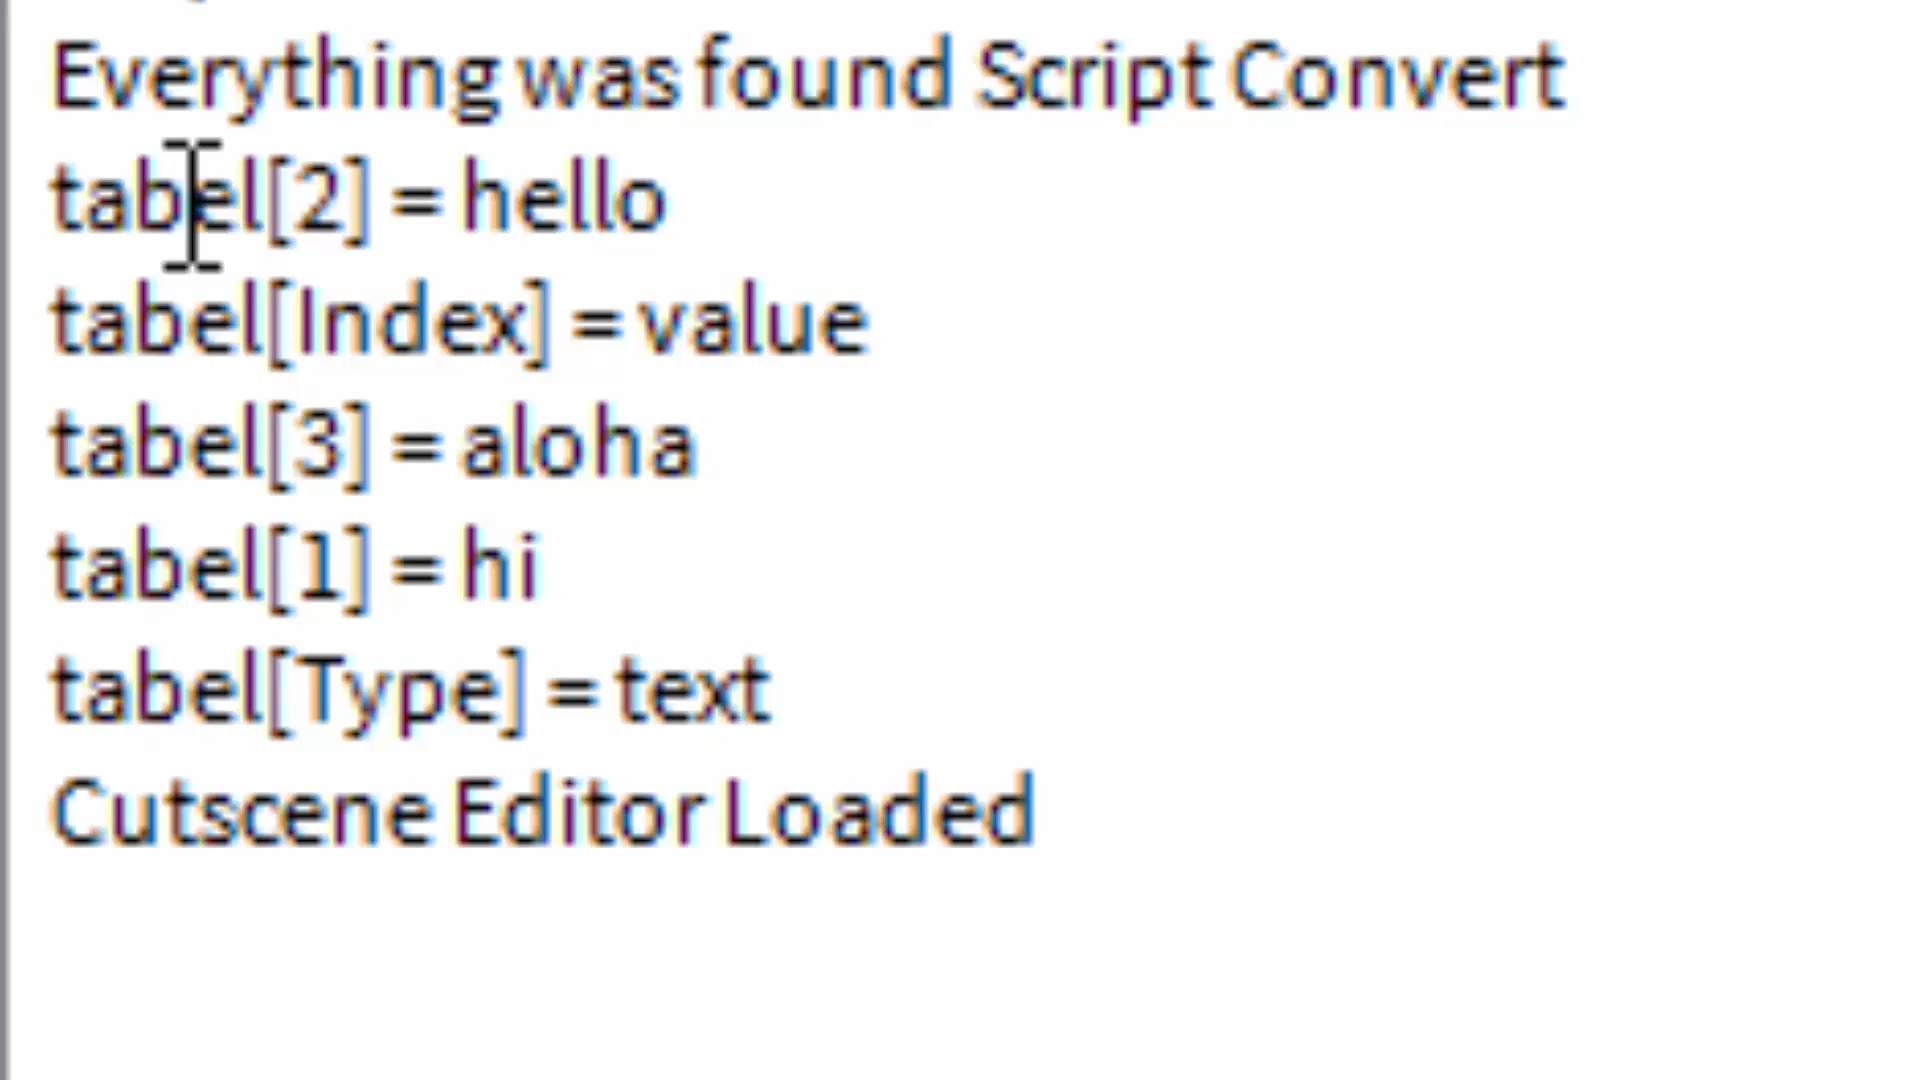 Everything was found Script Convert
tabel[2] = hello
tabel[Index] = value
tabel[3] = aloha
tabel[1] = hi
tabel[Type] = text
Cutscene Editor Loaded